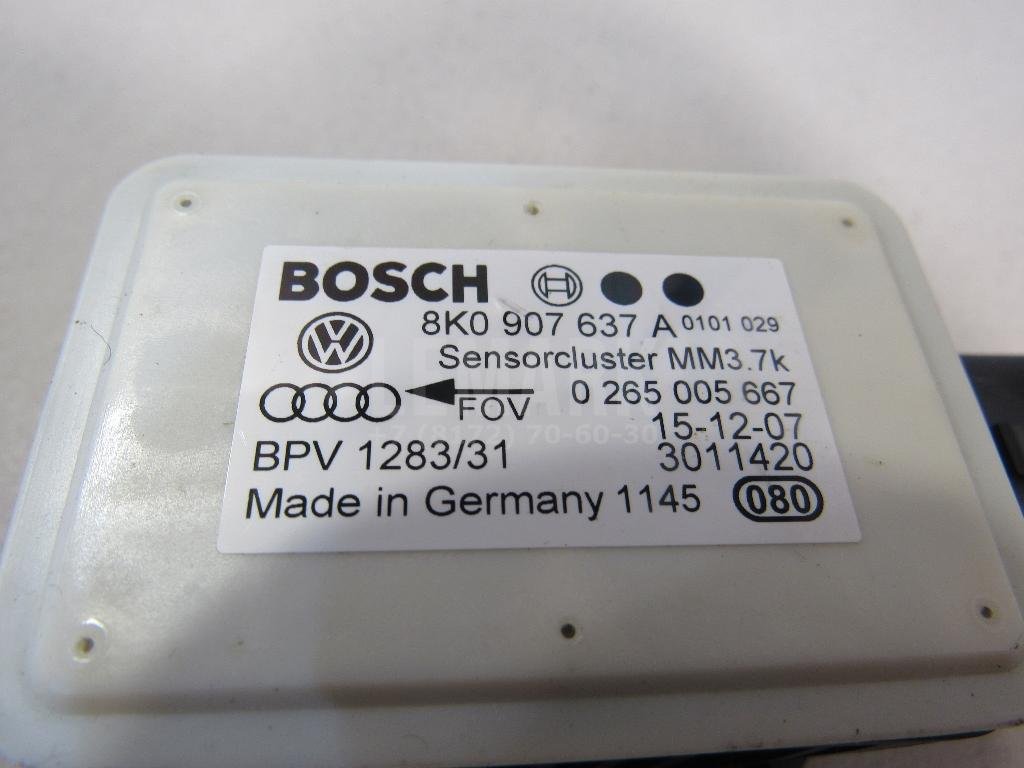 BOSCH
8K0 907 637 A 0101 029
Sensorcluster MM3.7k
0 265 005 667
FOV
15-12-07
BPV 1283/31 3011420
Made in Germany 1145 080